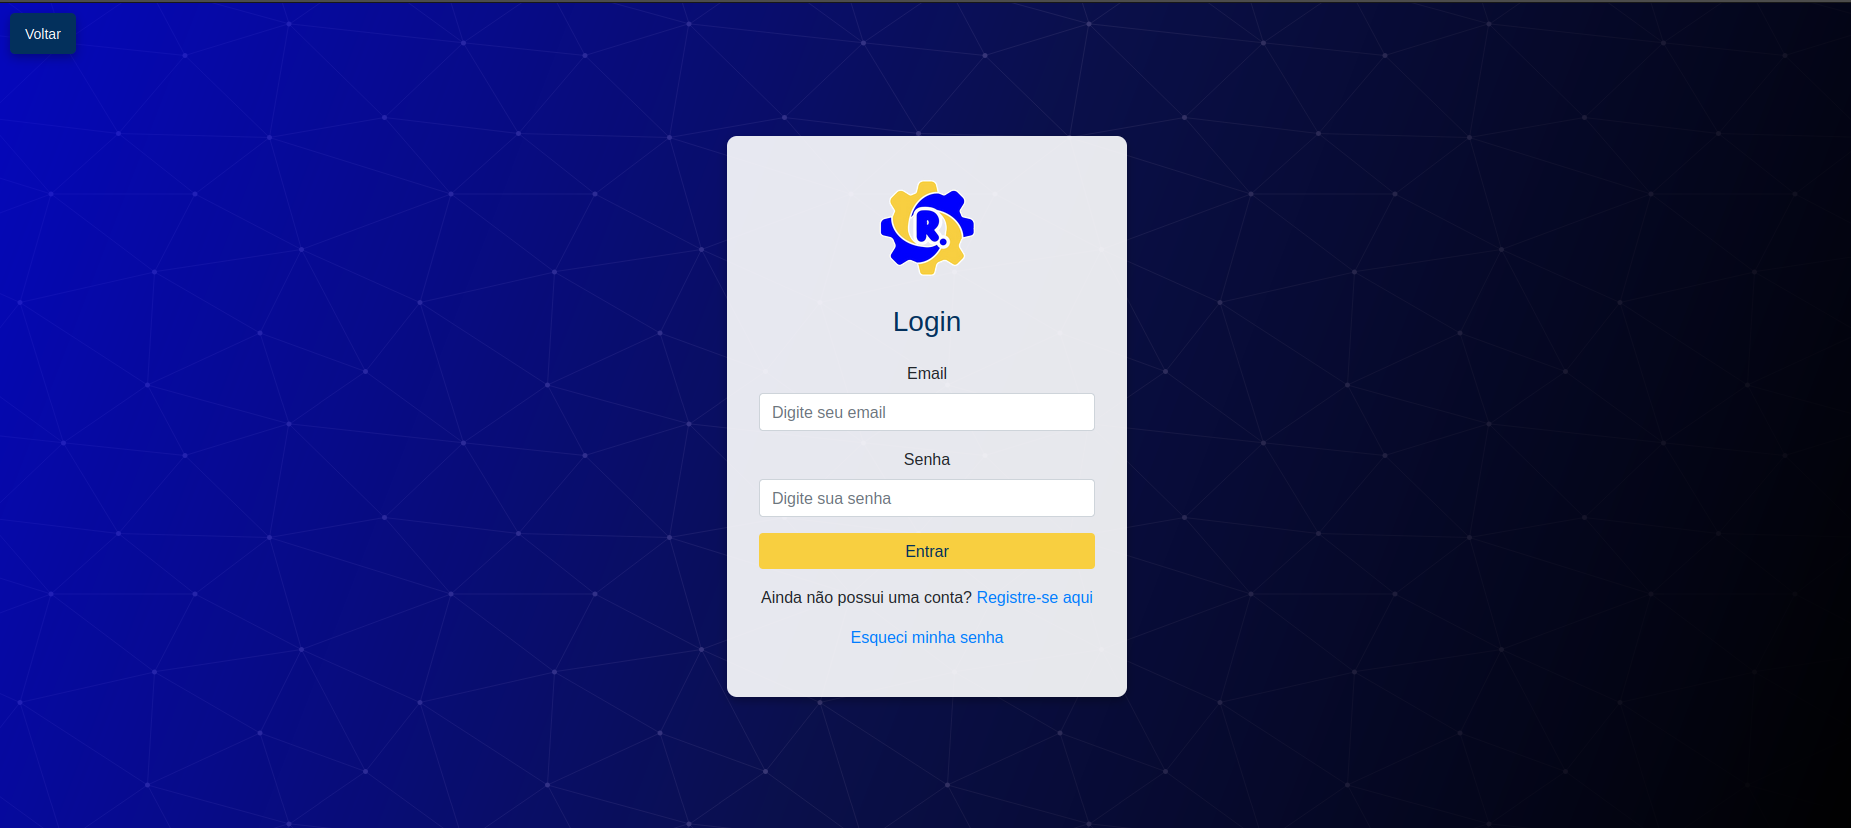 Voltar
R
Login
Email
Digite seu email
Senha
Digite sua senha
Entrar
Ainda não possui uma conta? Registre-se aqui
Esqueci minha senha